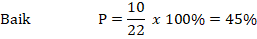 Baik P = 10/22 x 100% = 45%